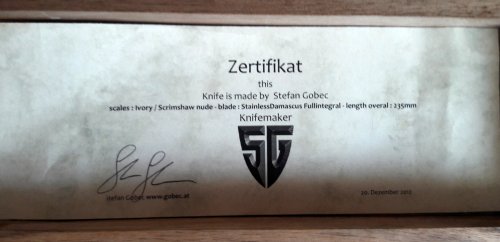 Zertifikat
this
Knife is made by Stefan Gobec
scales : Ivory / Scrimshaw nude - blade : StainlessDamascus Fullintegral - length overal : 235mm
Knifemaker
SG
Stefan Gobec www.gobec.at
20. Dezember 2012